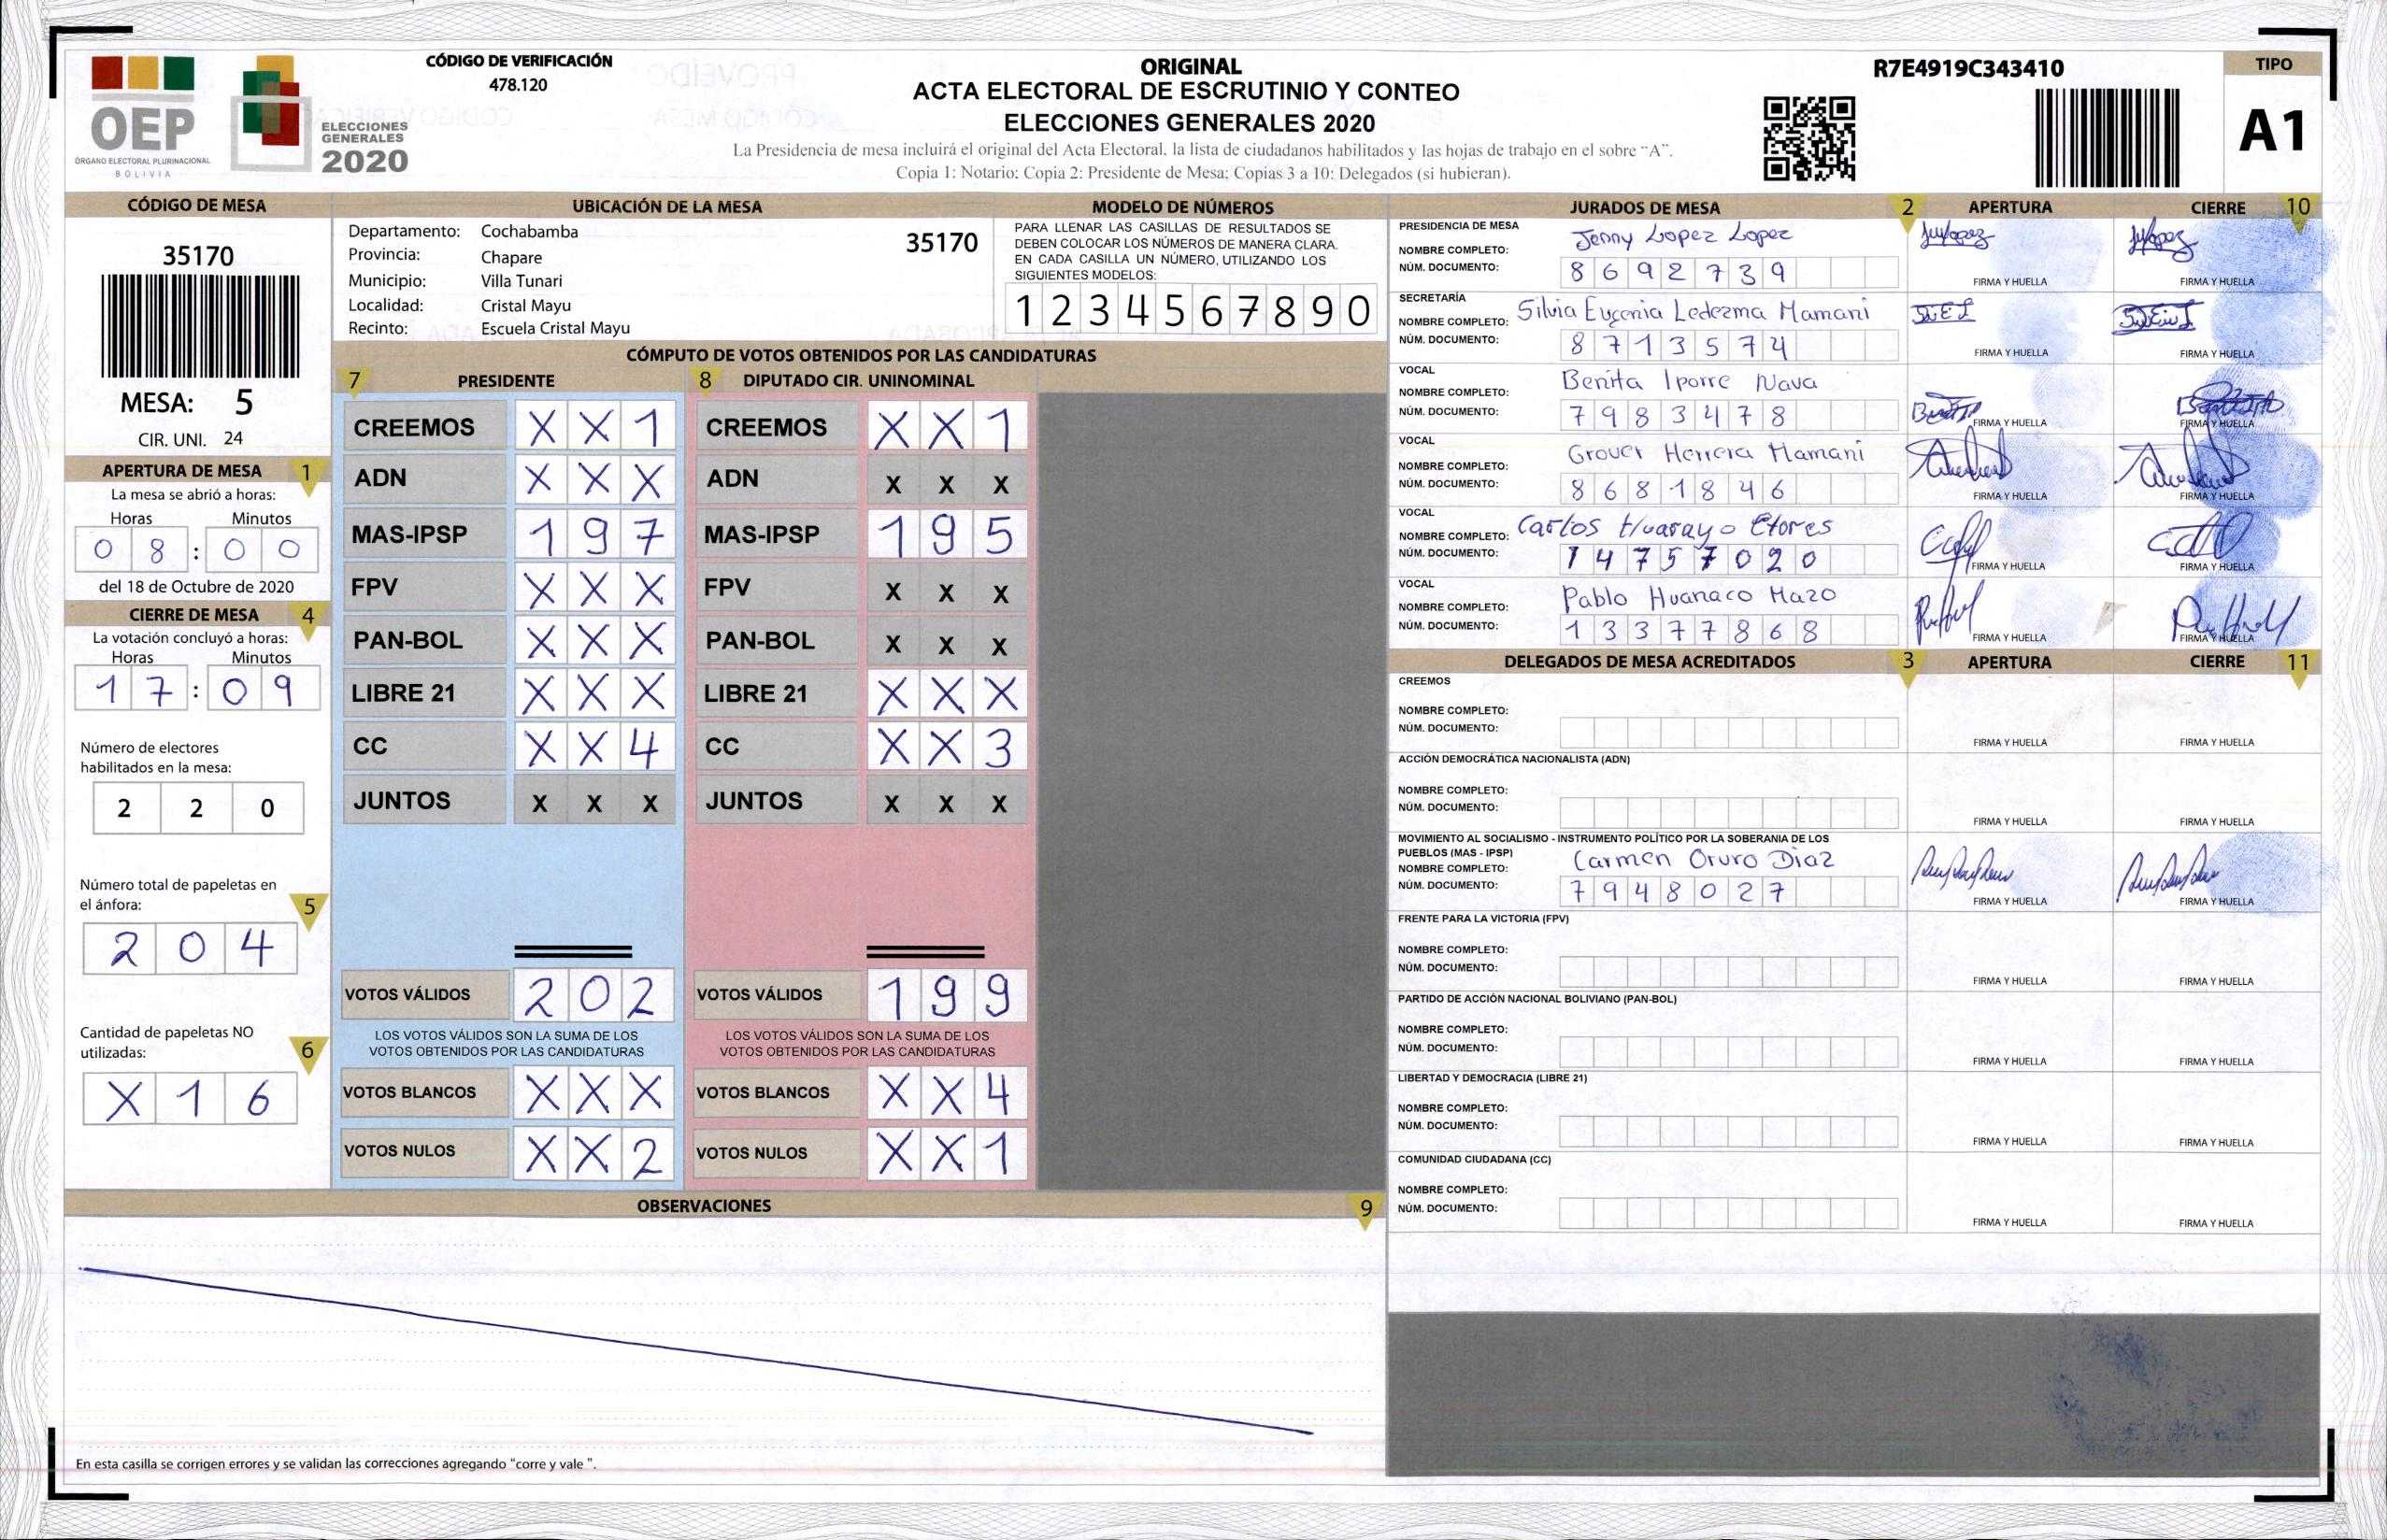 CÓDIGO DE VERIFICACIÓN
478.120
OEP
ÓRGANO ELECTORAL PLURINACIONAL
BOLIVIA
ELECCIONES
GENERALES
2020
ORIGINAL
ACTA ELECTORAL DE ESCRUTINIO Y CONTEO
ELECCIONES GENERALES 2020
La Presidencia de mesa incluirá el original del Acta Electoral, la lista de ciudadanos habilitados y las hojas de trabajo en el sobre “A”.
Copia 1: Notario; Copia 2: Presidente de Mesa; Copias 3 a 10: Delegados (si hubieran).
R7E4919C343410
TIPO
A1
CÓDIGO DE MESA
35170
MESA: 5
CIR. UNI. 24
APERTURA DE MESA 1
La mesa se abrió a horas:
Horas Minutos
0 8 : 0 0
del 18 de Octubre de 2020
CIERRE DE MESA 4
La votación concluyó a horas:
Horas Minutos
1 7 : 0 9
Número de electores
habilitados en la mesa:
2 2 0
Número total de papeletas en
el ánfora: 5
2 0 4
Cantidad de papeletas NO
utilizadas: 6
X 1 6
UBICACIÓN DE LA MESA
Departamento: Cochabamba
35170
Provincia: Chapare
Municipio: Villa Tunari
Localidad: Cristal Mayu
Recinto: Escuela Cristal Mayu
MODELO DE NÚMEROS
PARA LLENAR LAS CASILLAS DE RESULTADOS SE
DEBEN COLOCAR LOS NÚMEROS DE MANERA CLARA.
EN CADA CASILLA UN NÚMERO, UTILIZANDO LOS
SIGUIENTES MODELOS:
1 2 3 4 5 6 7 8 9 0
CÓMPUTO DE VOTOS OBTENIDOS POR LAS CANDIDATURAS
7 PRESIDENTE
CREEMOS X X 1
ADN X X X
MAS-IPSP 1 9 7
FPV X X X
PAN-BOL X X X
LIBRE 21 X X X
CC X X 4
JUNTOS X X X
VOTOS VÁLIDOS 2 0 2
LOS VOTOS VÁLIDOS SON LA SUMA DE LOS
VOTOS OBTENIDOS POR LAS CANDIDATURAS
VOTOS BLANCOS X X X
VOTOS NULOS X X 2
8 DIPUTADO CIR. UNINOMINAL
CREEMOS X X 1
ADN X X X
MAS-IPSP 1 9 5
FPV X X X
PAN-BOL X X X
LIBRE 21 X X X
CC X X 3
JUNTOS X X X
VOTOS VÁLIDOS 1 9 9
LOS VOTOS VÁLIDOS SON LA SUMA DE LOS
VOTOS OBTENIDOS POR LAS CANDIDATURAS
VOTOS BLANCOS X X 4
VOTOS NULOS X X 1
OBSERVACIONES 9
En esta casilla se corrigen errores y se validan las correcciones agregando “corre y vale ”.
JURADOS DE MESA 2 APERTURA CIERRE 10
PRESIDENCIA DE MESA
NOMBRE COMPLETO: Jenny Lopez Lopez
NÚM. DOCUMENTO: 8 6 9 2 7 3 9
FIRMA Y HUELLA FIRMA Y HUELLA
SECRETARÍA
NOMBRE COMPLETO: Silvia Eugenia Ledezma Mamani
NÚM. DOCUMENTO: 8 7 1 3 5 7 4
FIRMA Y HUELLA FIRMA Y HUELLA
VOCAL
NOMBRE COMPLETO: Benita Iporre Nava
NÚM. DOCUMENTO: 7 9 8 3 4 7 8
FIRMA Y HUELLA FIRMA Y HUELLA
VOCAL
NOMBRE COMPLETO: Grover Herrera Mamani
NÚM. DOCUMENTO: 8 6 8 1 8 4 6
FIRMA Y HUELLA FIRMA Y HUELLA
VOCAL
NOMBRE COMPLETO: Carlos Huarayo
NÚM. DOCUMENTO: 1 4 7 5 7 0 2 0
FIRMA Y HUELLA FIRMA Y HUELLA
VOCAL
NOMBRE COMPLETO: Pablo Huanaco Mazo
NÚM. DOCUMENTO: 1 3 3 7 7 8 6 8
FIRMA Y HUELLA FIRMA Y HUELLA
DELEGADOS DE MESA ACREDITADOS 3 APERTURA CIERRE 11
CREEMOS
NOMBRE COMPLETO:
NÚM. DOCUMENTO:
FIRMA Y HUELLA FIRMA Y HUELLA
ACCIÓN DEMOCRÁTICA NACIONALISTA (ADN)
NOMBRE COMPLETO:
NÚM. DOCUMENTO:
FIRMA Y HUELLA FIRMA Y HUELLA
MOVIMIENTO AL SOCIALISMO - INSTRUMENTO POLÍTICO POR LA SOBERANIA DE LOS
PUEBLOS (MAS - IPSP)
NOMBRE COMPLETO: Carmen Oruro Diaz
NÚM. DOCUMENTO: 7 9 4 8 0 2 7
FIRMA Y HUELLA FIRMA Y HUELLA
FRENTE PARA LA VICTORIA (FPV)
NOMBRE COMPLETO:
NÚM. DOCUMENTO:
FIRMA Y HUELLA FIRMA Y HUELLA
PARTIDO DE ACCIÓN NACIONAL BOLIVIANO (PAN-BOL)
NOMBRE COMPLETO:
NÚM. DOCUMENTO:
FIRMA Y HUELLA FIRMA Y HUELLA
LIBERTAD Y DEMOCRACIA (LIBRE 21)
NOMBRE COMPLETO:
NÚM. DOCUMENTO:
FIRMA Y HUELLA FIRMA Y HUELLA
COMUNIDAD CIUDADANA (CC)
NOMBRE COMPLETO:
NÚM. DOCUMENTO:
FIRMA Y HUELLA FIRMA Y HUELLA